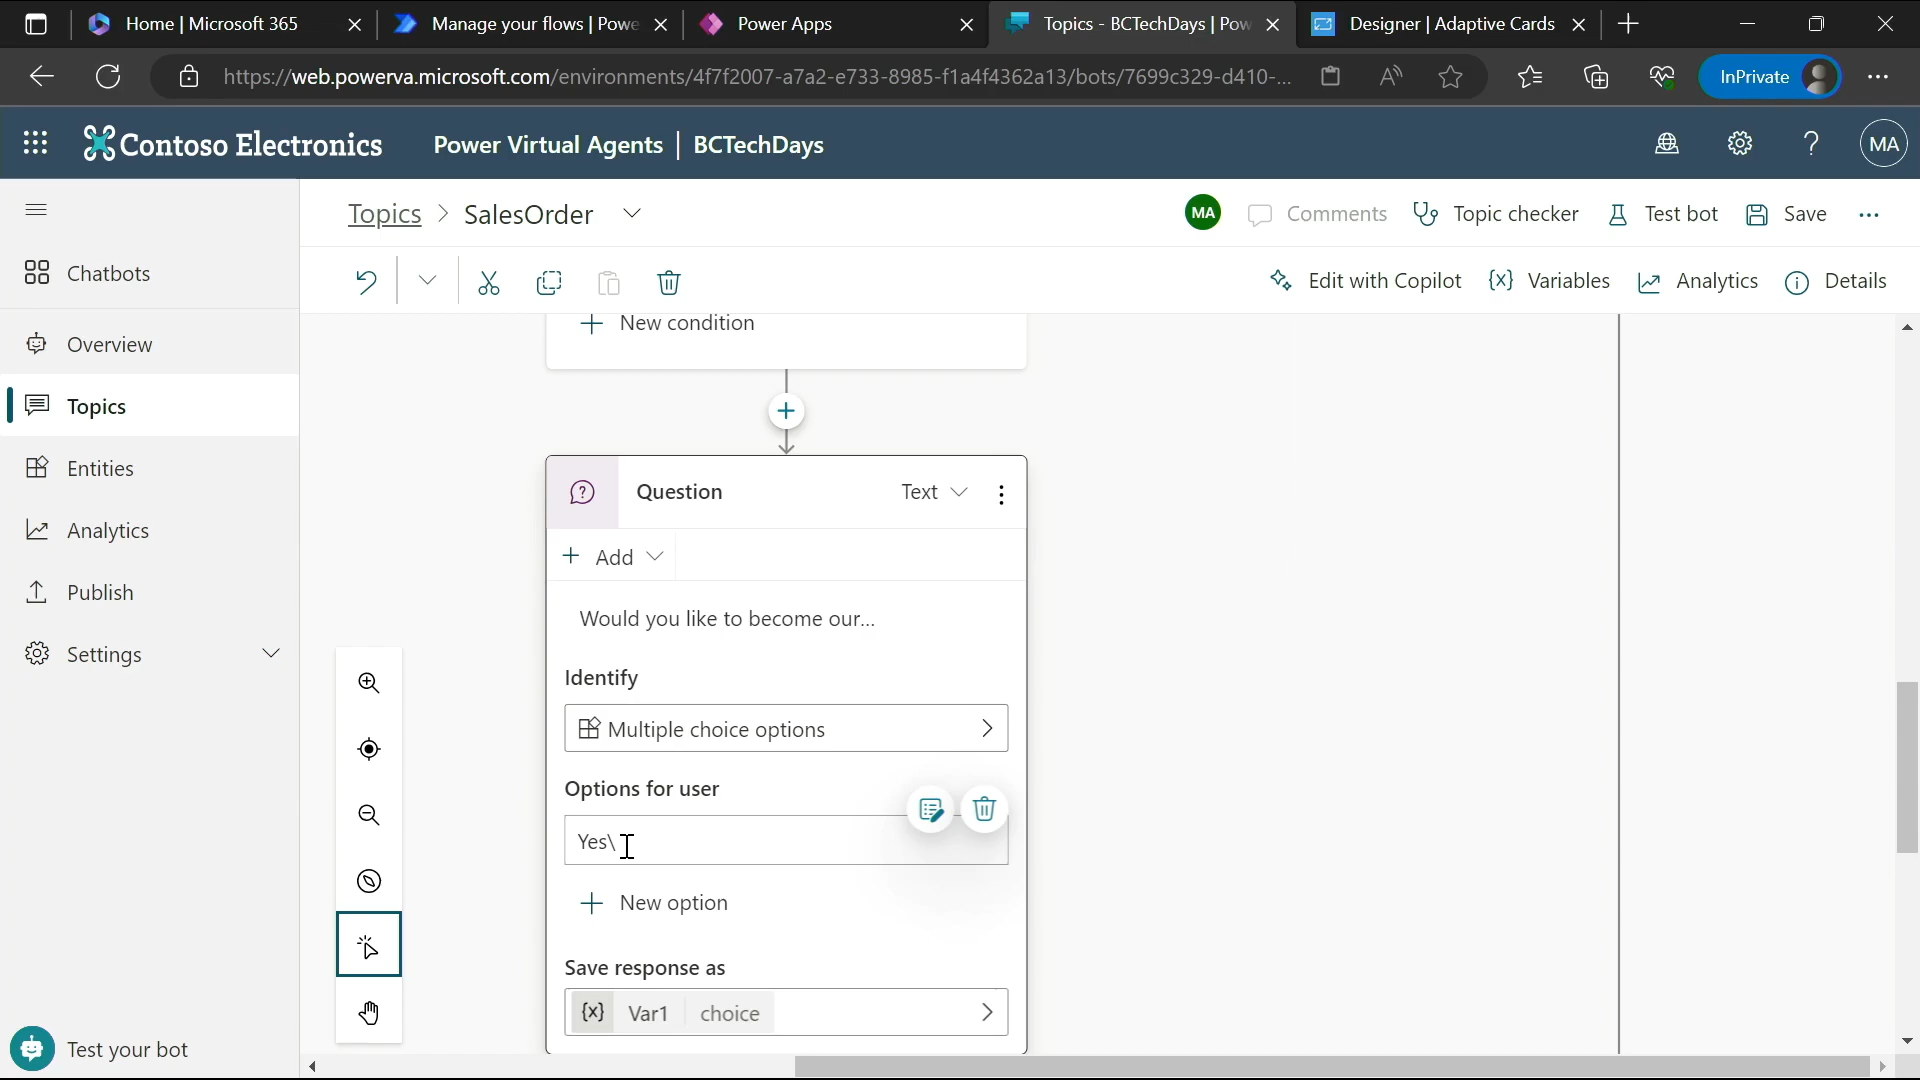 Home | Microsoft 365
Manage your flows | Powe
Power Apps
Topics - BCTechDays | Pow
Designer | Adaptive Cards
https://web.powerva.microsoft.com/environments/4f7f2007-a7a2-e733-8985-f1a4f4362a13/bots/7699c329-d410-...
InPrivate
Contoso Electronics
Power Virtual Agents | BCTechDays
MA
Topics > SalesOrder
MA
Comments
Topic checker
Test bot
Save
Chatbots
Edit with Copilot
{x} Variables
Analytics
Details
New condition
Overview
Topics
Entities
Analytics
Publish
Settings
Question
Text
Add
Would you like to become our...
Identify
Multiple choice options
Options for user
Yes\
New option
Save response as
{x} Var1 choice
Test your bot